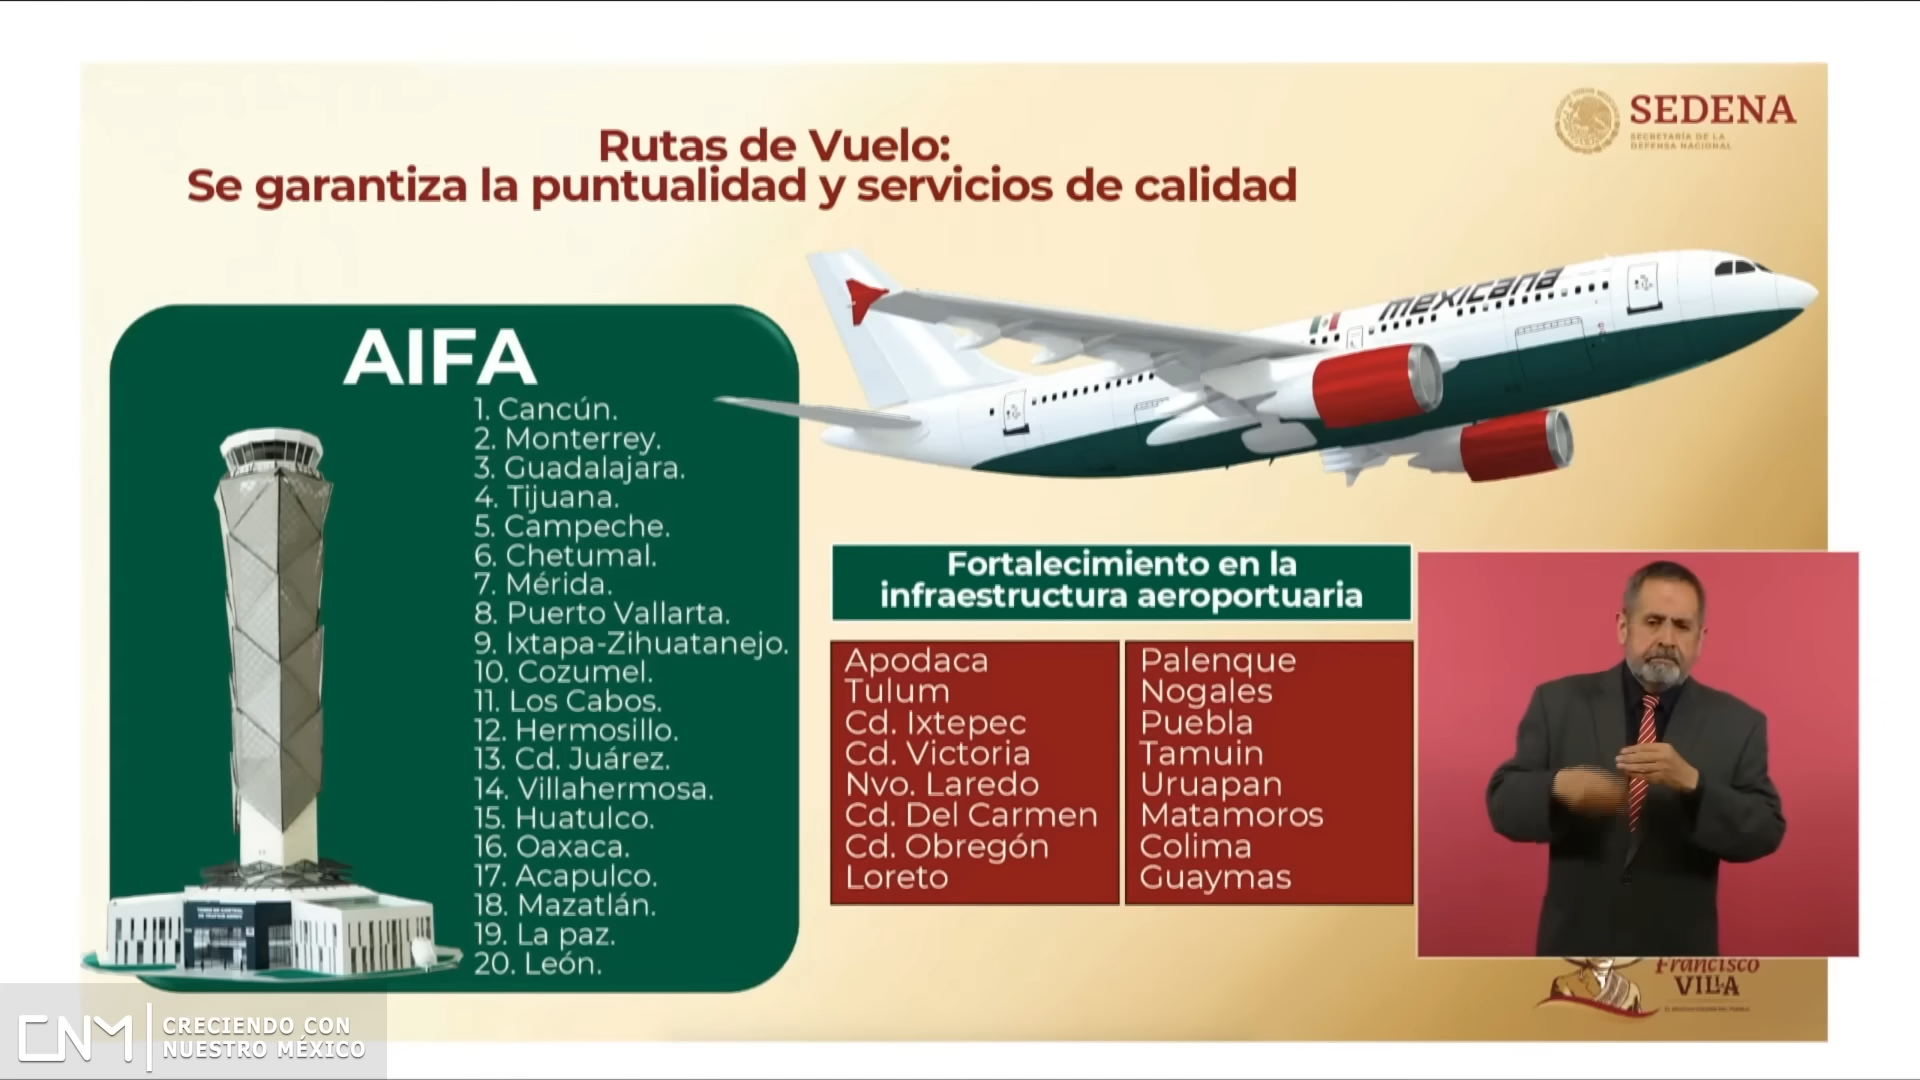 SEDENA
SECRETARÍA DE LA
DEFENSA NACIONAL
Rutas de Vuelo:
Se garantiza la puntualidad y servicios de calidad
mexicana
AIFA
1. Cancún.
2. Monterrey.
3. Guadalajara.
4. Tijuana.
5. Campeche.
6. Chetumal.
7. Mérida.
8. Puerto Vallarta.
9. Ixtapa-Zihuatanejo.
10. Cozumel.
11. Los Cabos.
12. Hermosillo.
13. Cd. Juárez.
14. Villahermosa.
15. Huatulco.
16. Oaxaca.
17. Acapulco.
18. Mazatlán.
19. La paz.
20. León.
Fortalecimiento en la
infraestructura aeroportuaria
Apodaca
Tulum
Cd. Ixtepec
Cd. Victoria
Nvo. Laredo
Cd. Del Carmen
Cd. Obregón
Loreto
Palenque
Nogales
Puebla
Tamuin
Uruapan
Matamoros
Colima
Guaymas
Francisco
VILLA
CNM
CRECIENDO CON
NUESTRO MÉXICO